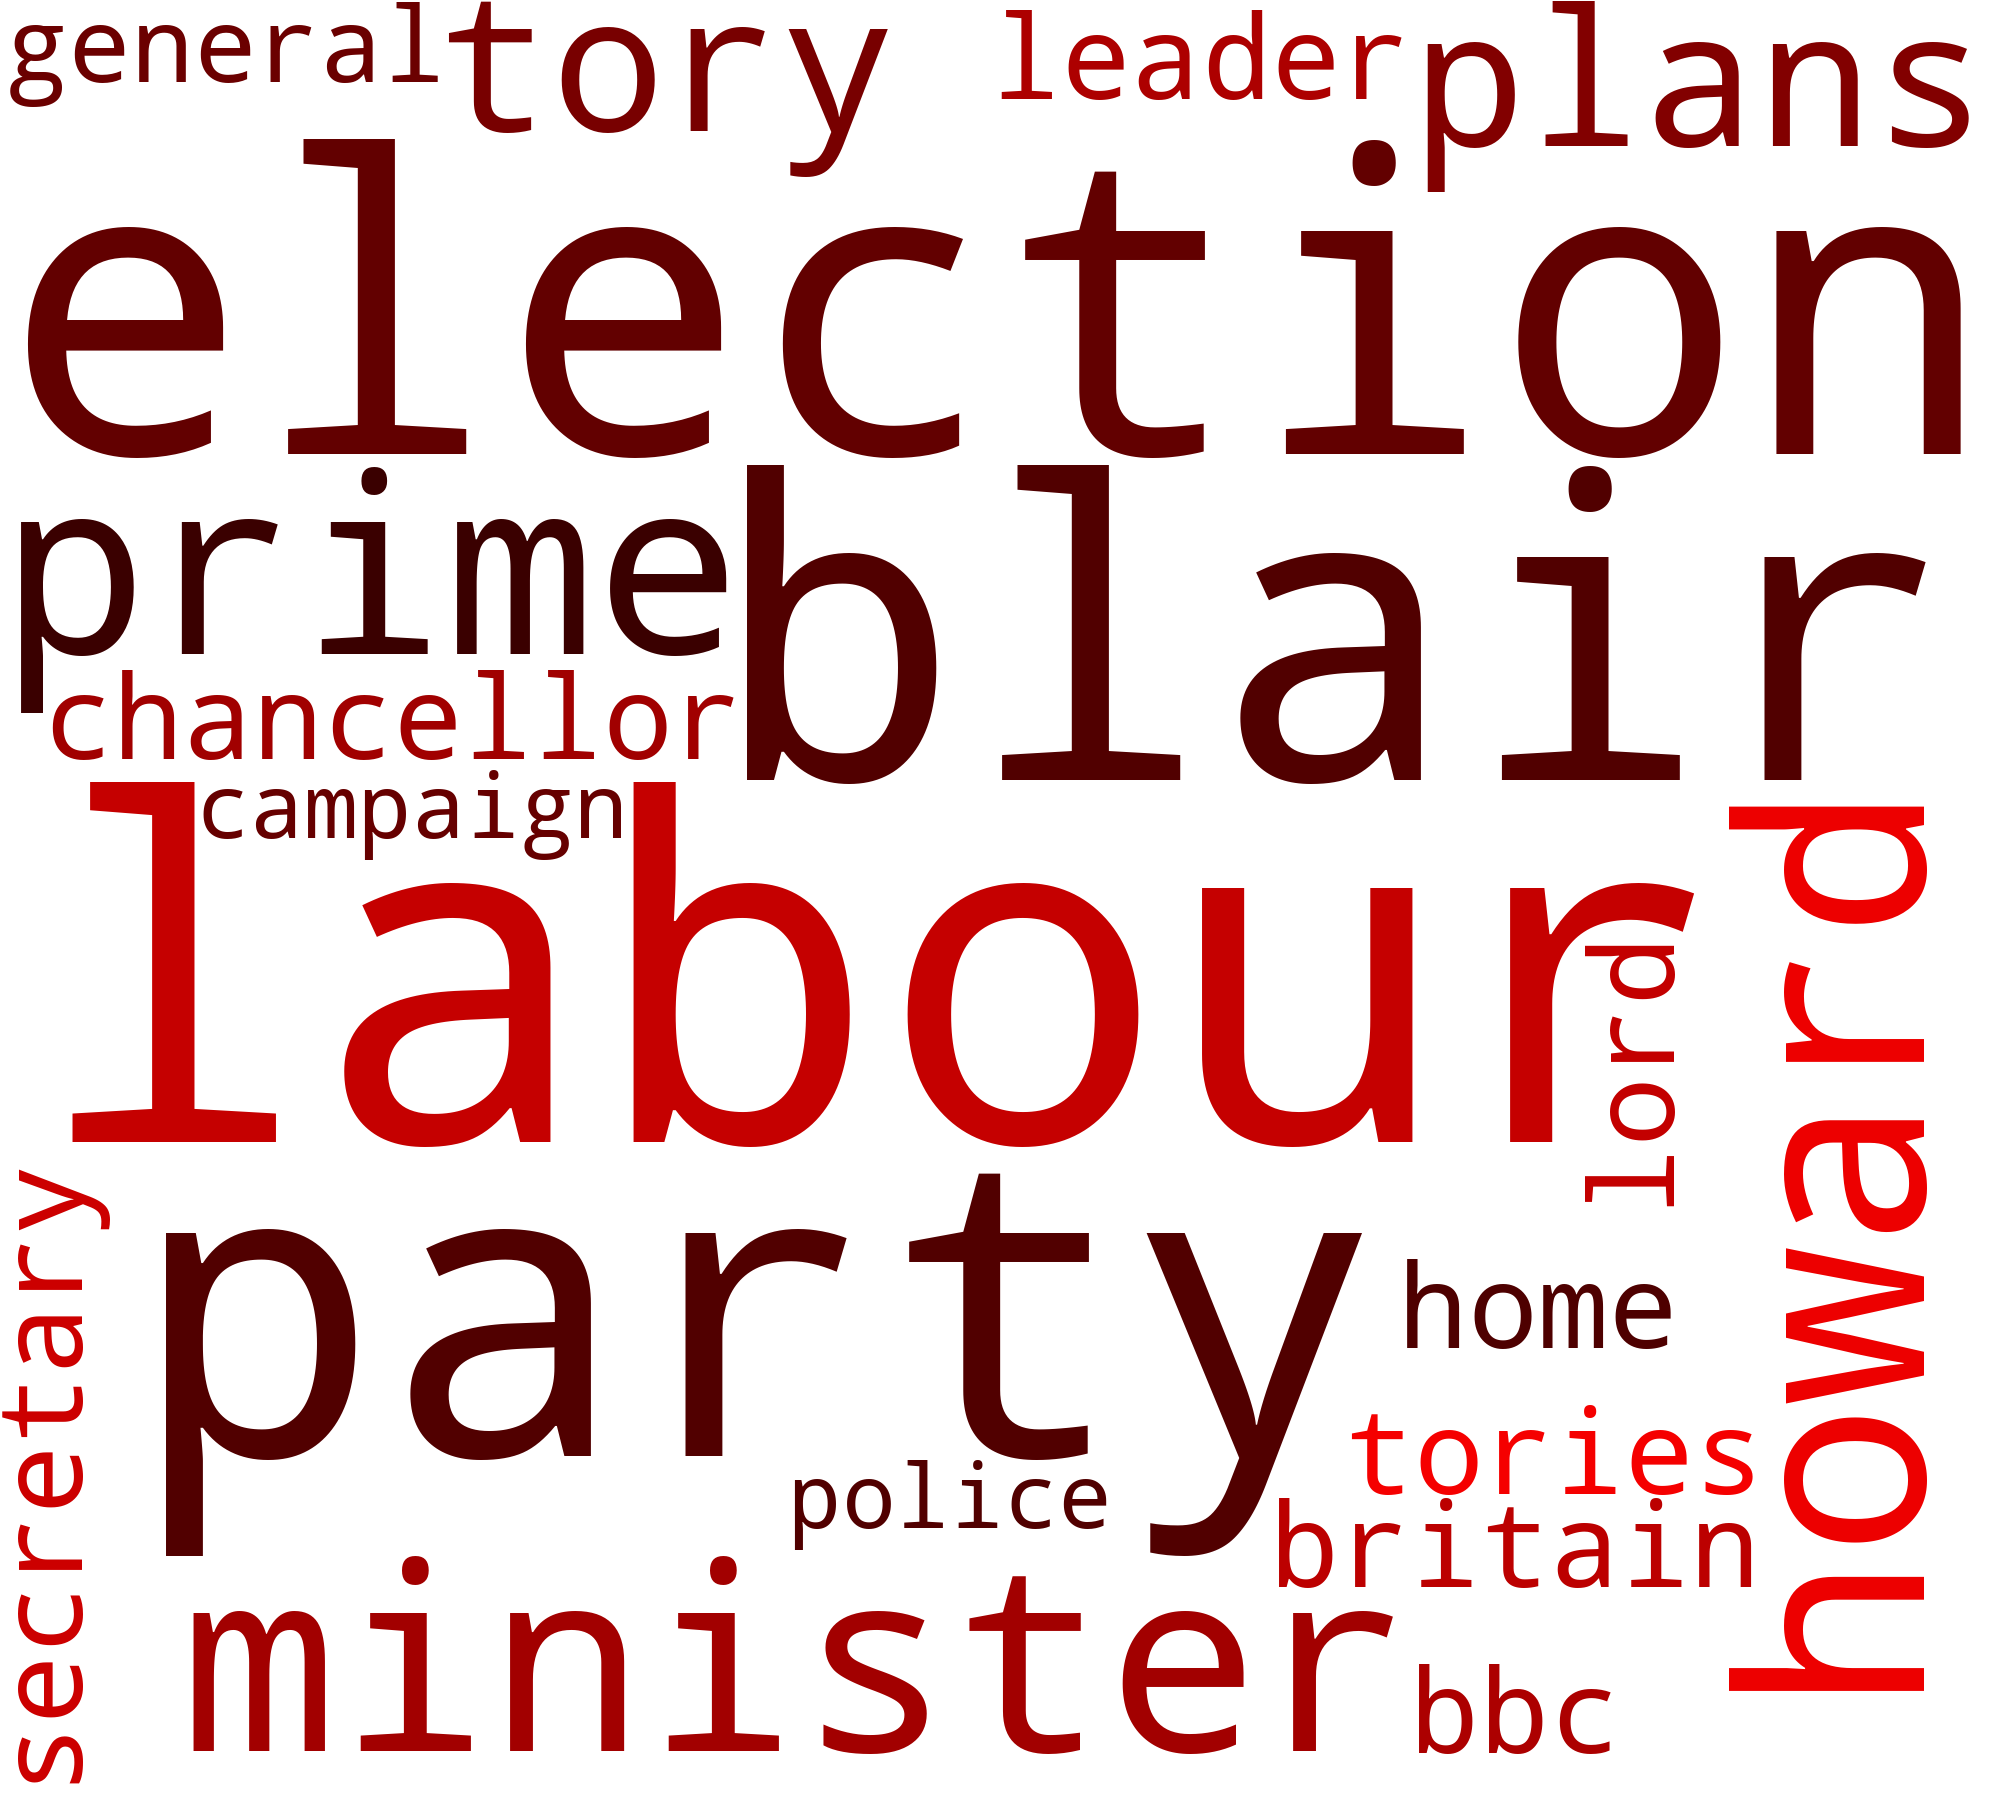 general tory leader plans
election
prime blair
chancellor
campaign
labour
howard
lord
secretary
party
home
tories
police
britain
minister
bbc